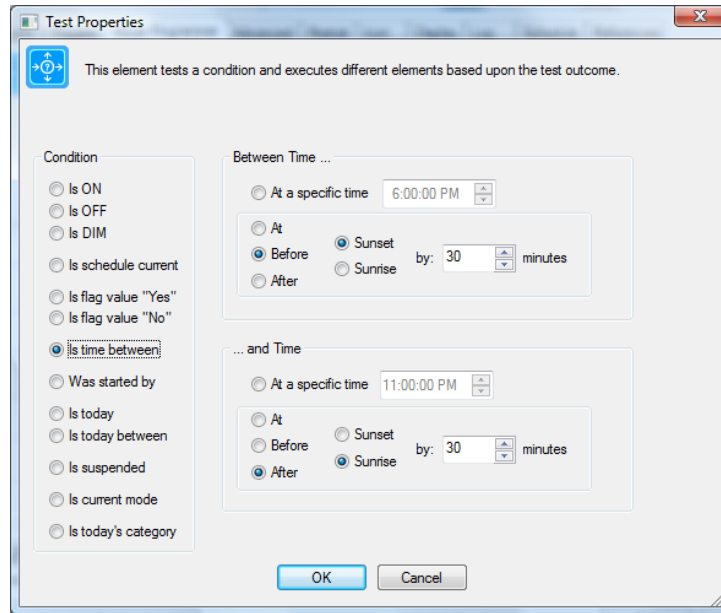 Test Properties
This element tests a condition and executes different elements based upon the test outcome.
Condition
Is ON
Is OFF
Is DIM
Is schedule current
Is flag value "Yes"
Is flag value "No"
Is time between
Was started by
Is today
Is today between
Is suspended
Is current mode
Is today's category
Between Time ...
At a specific time 6:00:00 PM
At
Before
After
Sunset
Sunrise
by: 30 minutes
... and Time
At a specific time 11:00:00 PM
At
Before
After
Sunset
Sunrise
by: 30 minutes
OK Cancel